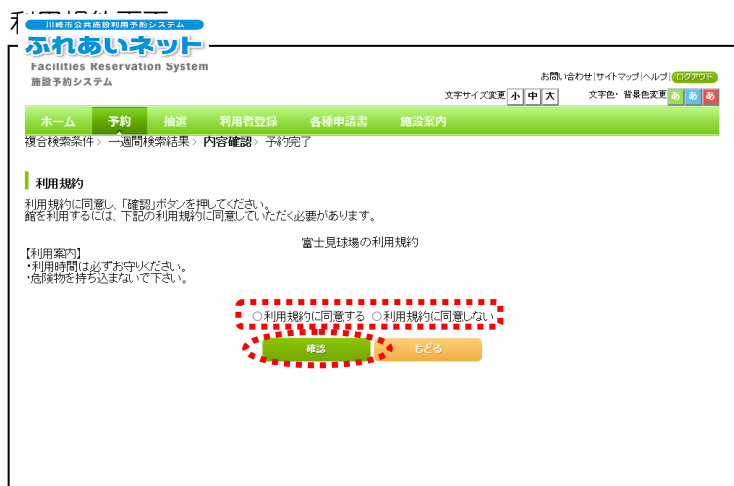 川崎市公共施設利用予約システム
ふれあいネット
Facilities Reservation System
施設予約システム
お問い合わせ|サイトマップ|ヘルプ|ログアウト
文字サイズ変更 小 中 大 文字色・背景色変更 あ あ あ
ホーム 予約 抽選 利用者登録 各種申請書 施設案内
複合検索条件> 一週間検索結果> 内容確認> 予約完了
利用規約
利用規約に同意し、「確認」ボタンを押してください。
館を利用するには、下記の利用規約に同意していただく必要があります。
富士見球場の利用規約
【利用案内】
・利用時間は必ずお守りください。
・危険物を持ち込まないで下さい。
○利用規約に同意する ○利用規約に同意しない
確認 もどる